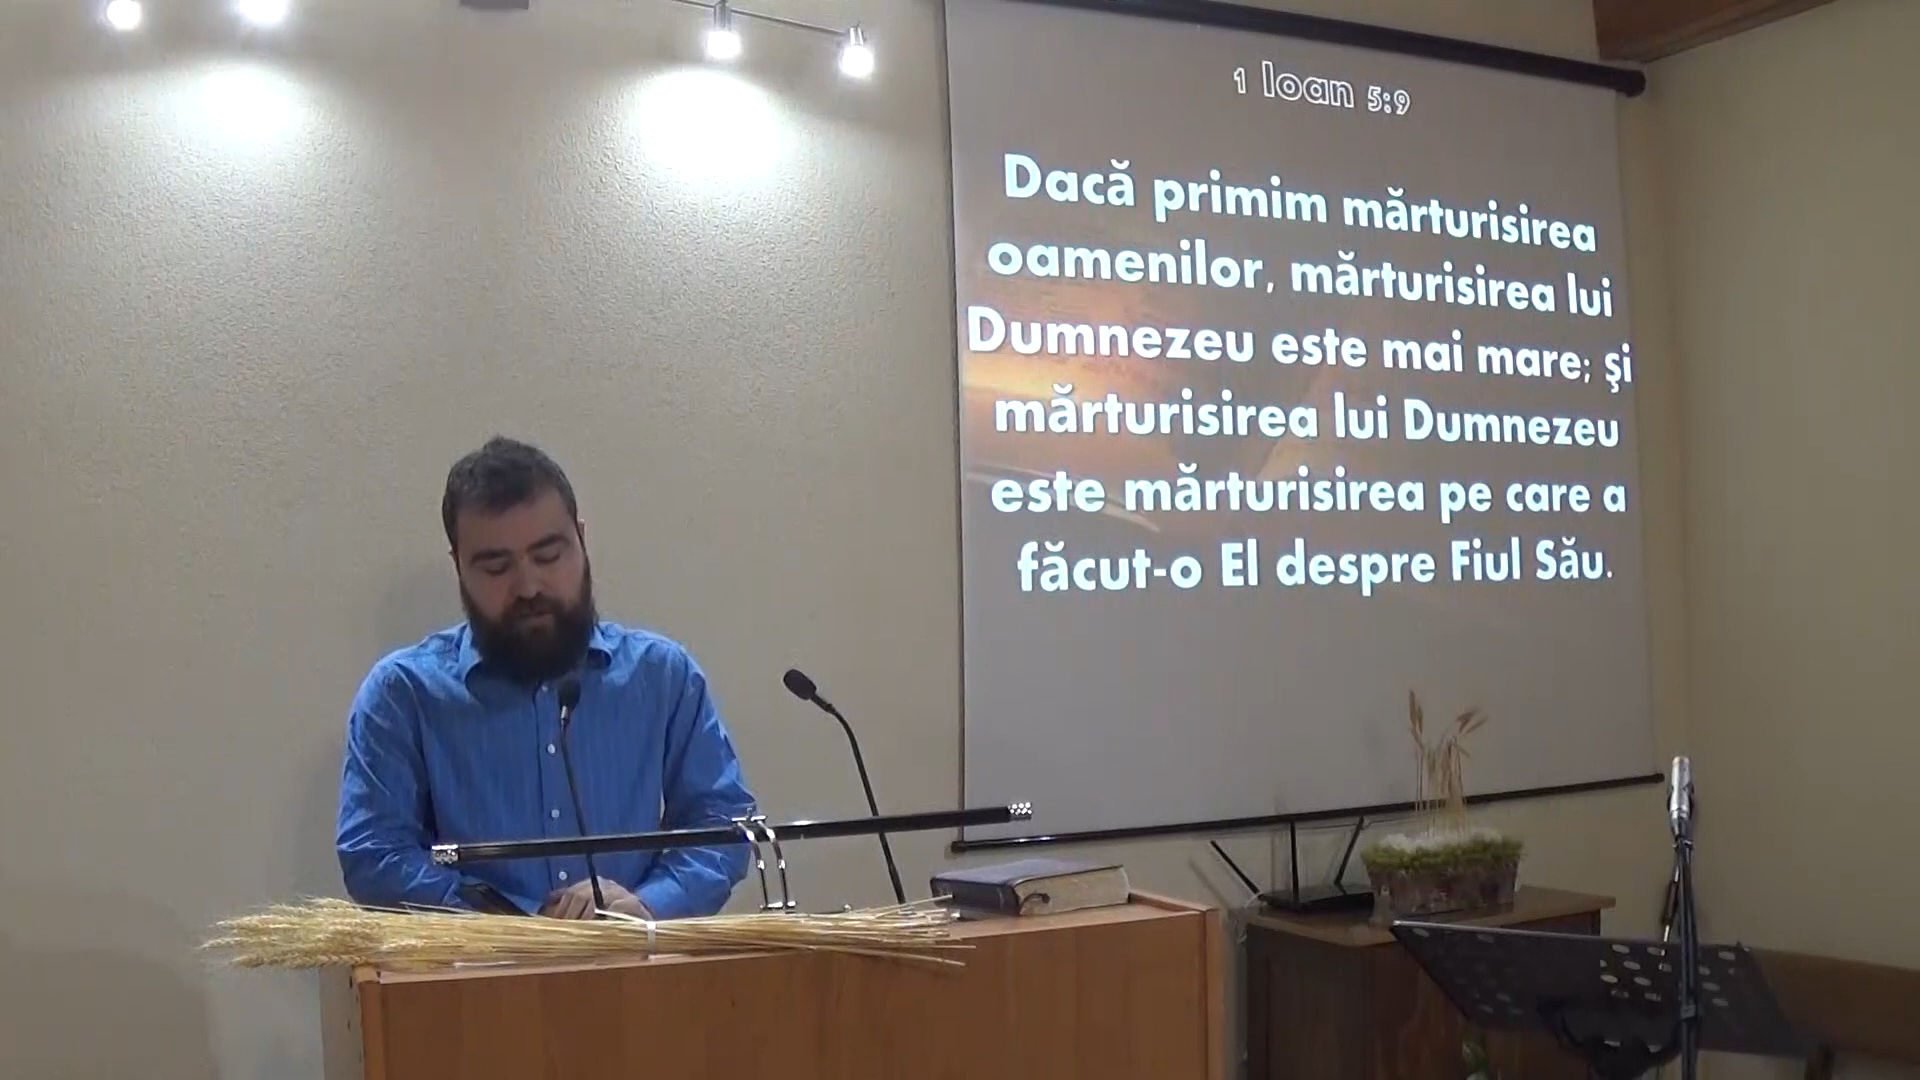 1 Ioan 5:9
Dacă primim mărturisirea
oamenilor, mărturisirea lui
Dumnezeu este mai mare; şi
mărturisirea lui Dumnezeu
este mărturisirea pe care a
făcut-o El despre Fiul Său.